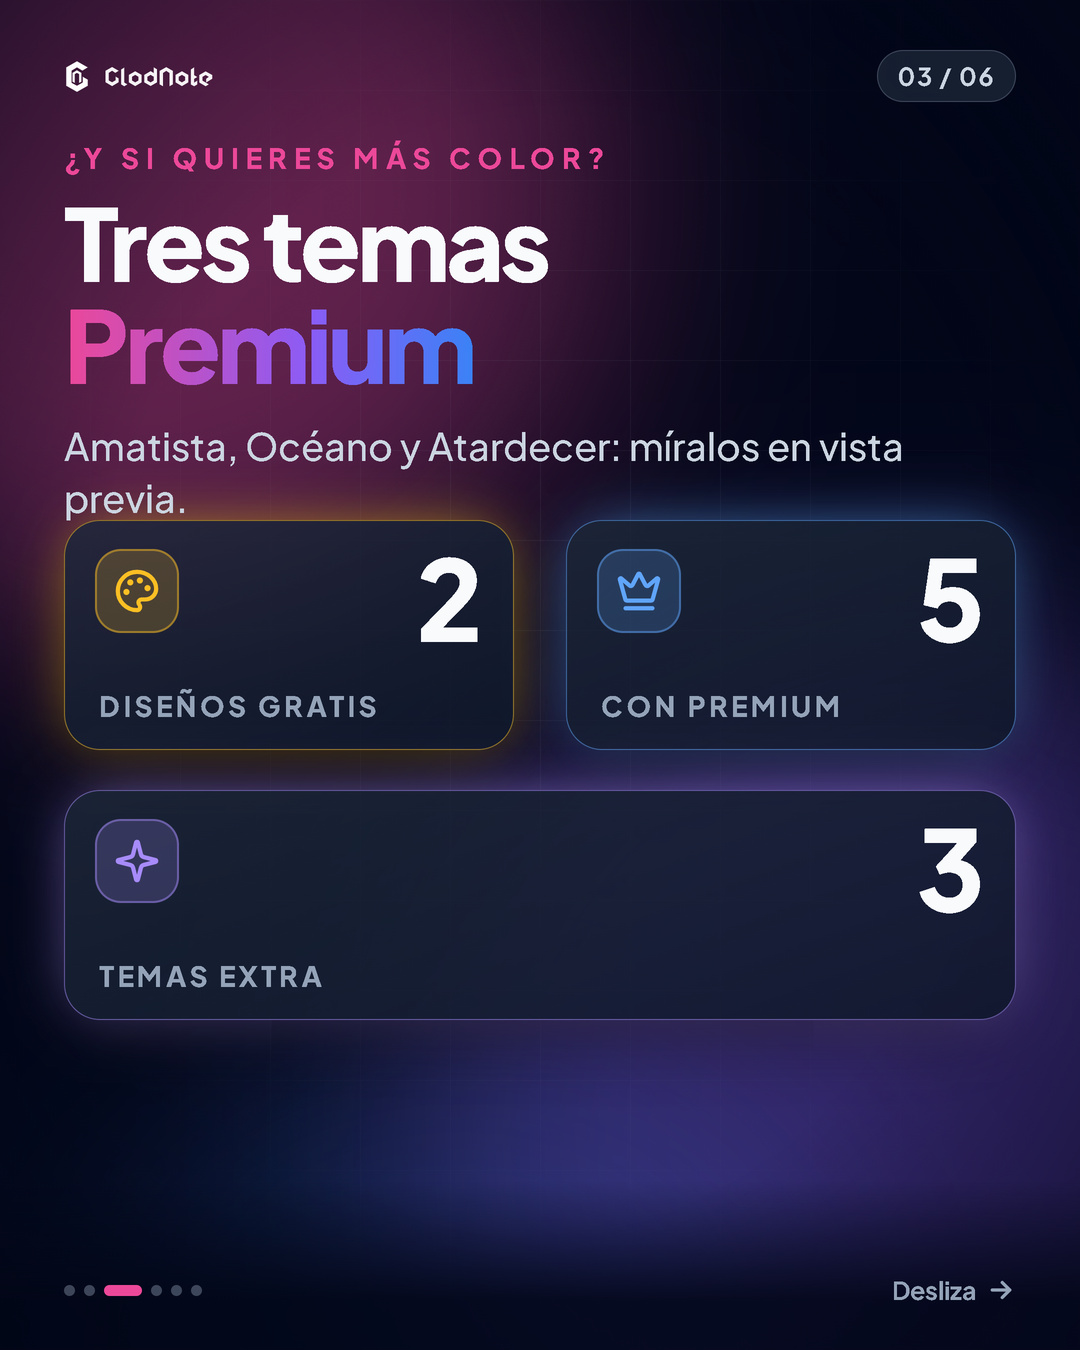 ClodNote
03 / 06
¿Y SI QUIERES MÁS COLOR?
Tres temas
Premium
Amatista, Océano y Atardecer: míralos en vista
previa.
2
DISEÑOS GRATIS
5
CON PREMIUM
3
TEMAS EXTRA
Desliza →